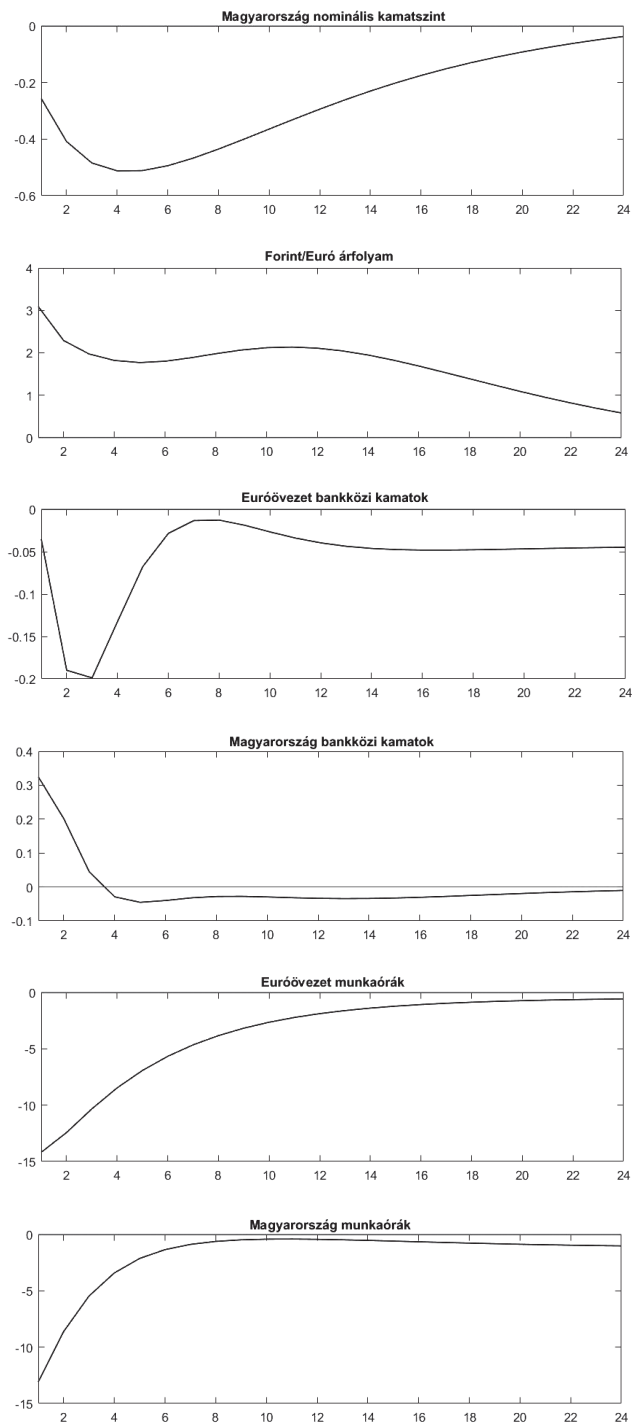 Magyarország nominális kamatszint
0
-0.2
-0.4
-0.6
2 4 6 8 10 12 14 16 18 20 22 24
Forint/Euró árfolyam
4
3
2
1
0
2 4 6 8 10 12 14 16 18 20 22 24
Euróövezet bankközi kamatok
0
-0.05
-0.1
-0.15
-0.2
2 4 6 8 10 12 14 16 18 20 22 24
Magyarország bankközi kamatok
0.4
0.3
0.2
0.1
0
-0.1
2 4 6 8 10 12 14 16 18 20 22 24
Euróövezet munkaórák
0
-5
-10
-15
2 4 6 8 10 12 14 16 18 20 22 24
Magyarország munkaórák
0
-5
-10
-15
2 4 6 8 10 12 14 16 18 20 22 24